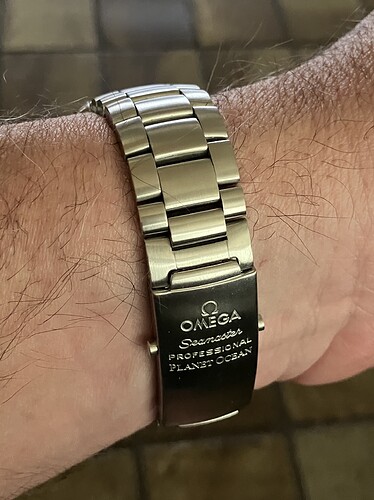 OMEGA
Seamaster
PROFESSIONAL
PLANET OCEAN